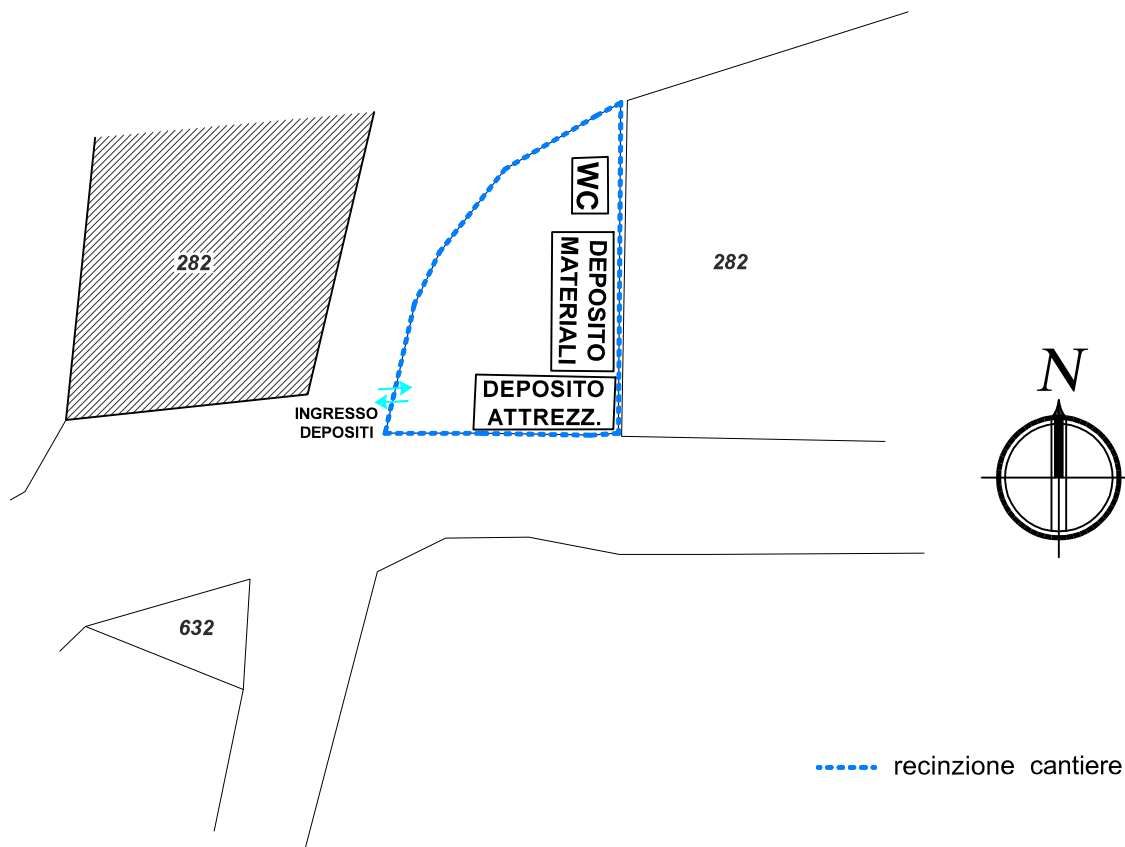 WC
DEPOSITO
MATERIALI
282
282
DEPOSITO
ATTREZZ.
INGRESSO
DEPOSITI
N
632
recinzione cantiere